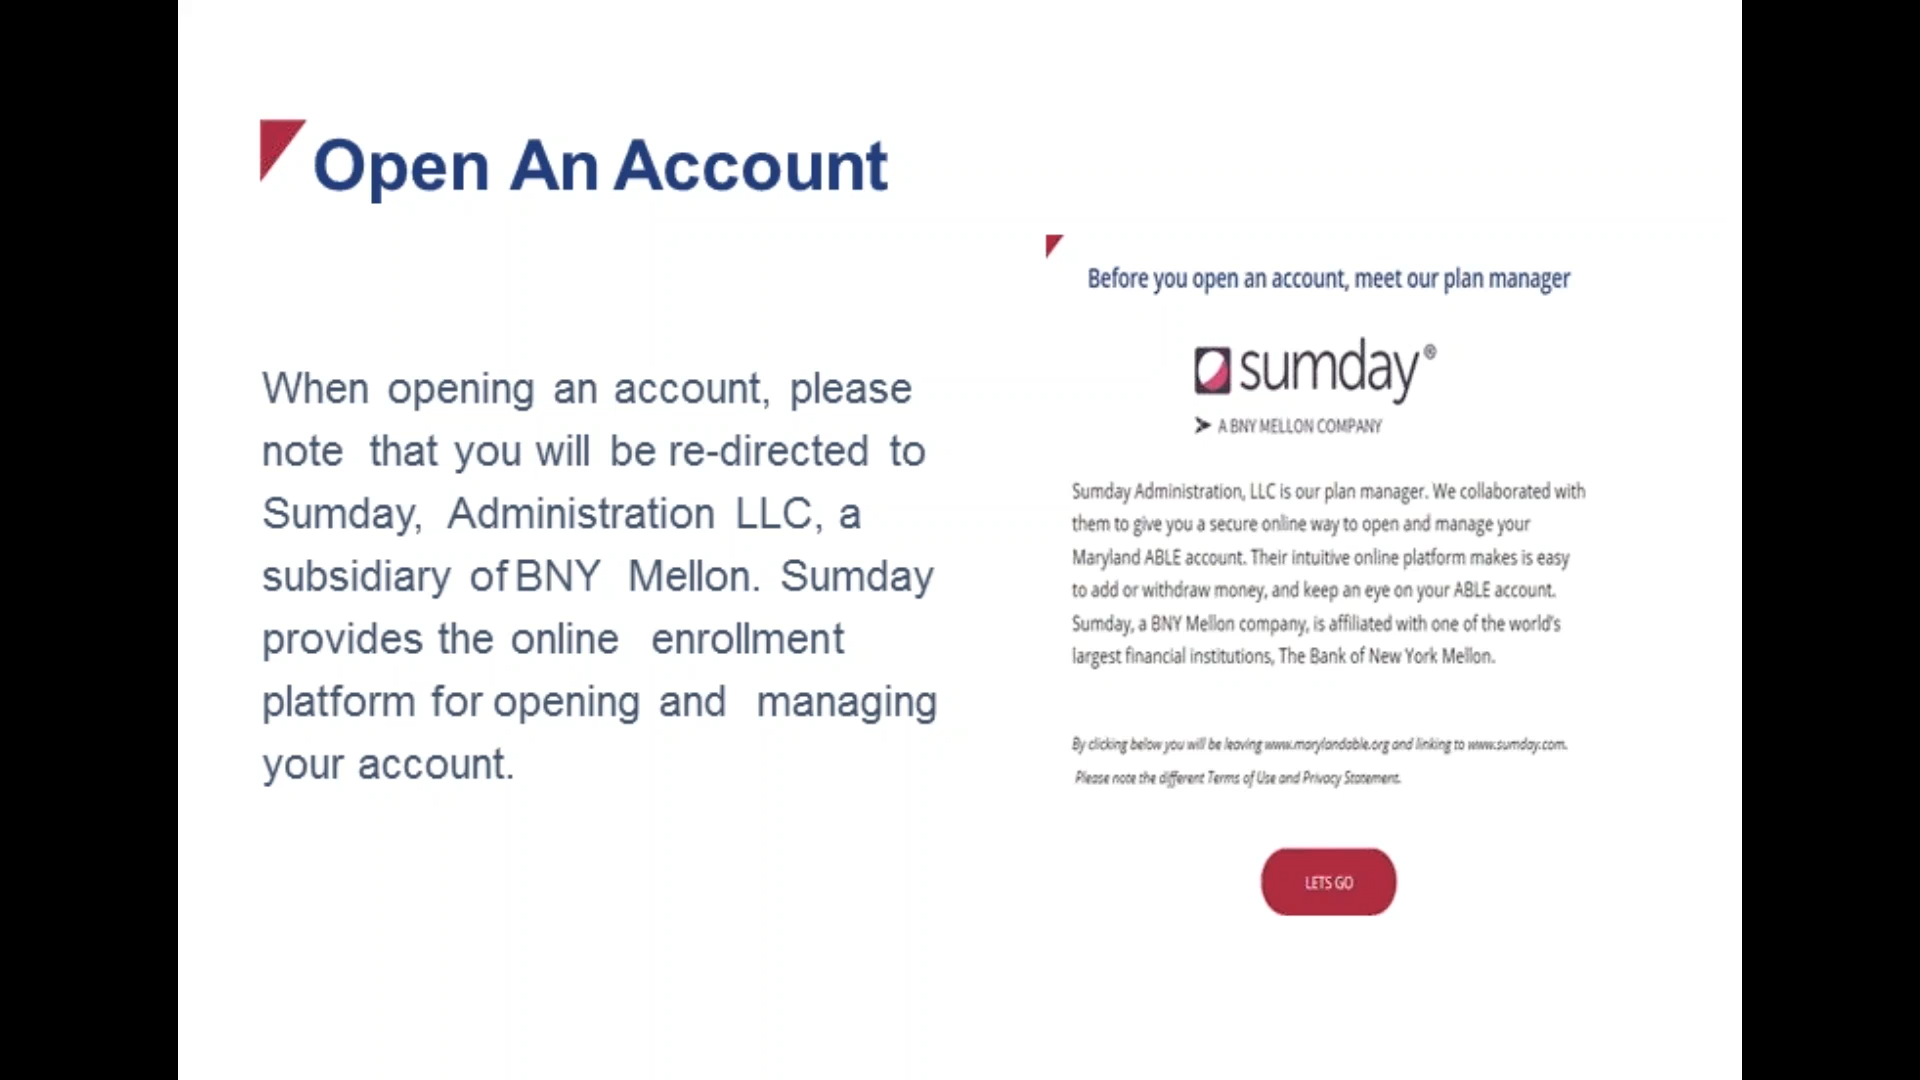 Open An Account
When opening an account, please
note that you will be re-directed to
Sumday, Administration LLC, a
subsidiary of BNY Mellon. Sumday
provides the online enrollment
platform for opening and managing
your account.
Before you open an account, meet our plan manager
sumday®
A BNY MELLON COMPANY
Sumday Administration, LLC is our plan manager. We collaborated with
them to give you a secure online way to open and manage your
Maryland ABLE account. Their intuitive online platform makes is easy
to add or withdraw money, and keep an eye on your ABLE account.
Sumday, a BNY Mellon company, is affiliated with one of the world's
largest financial institutions, The Bank of New York Mellon.
By clicking below you will be leaving www.marylandable.org and linking to www.sumday.com.
Please note the different Terms of Use and Privacy Statement.
LETS GO